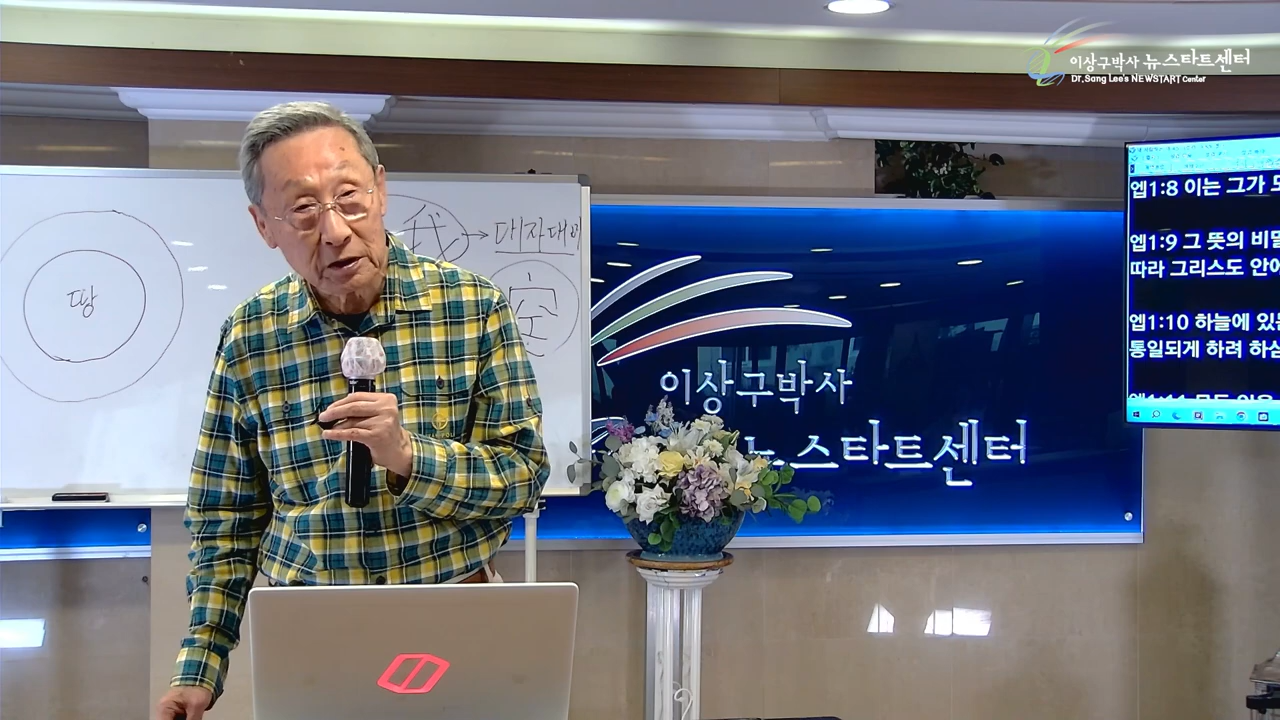 이상구박사 뉴스타트센터
Dr.Sang Lee's NEWSTART Center
땅
我 → 대자대
空
이상구박사
뉴스타트센터
엡1:8 이는 그가
엡1:9 그 뜻의 비밀
따라 그리스도 안에
엡1:10 하늘에 있
통일되게 하려 하심